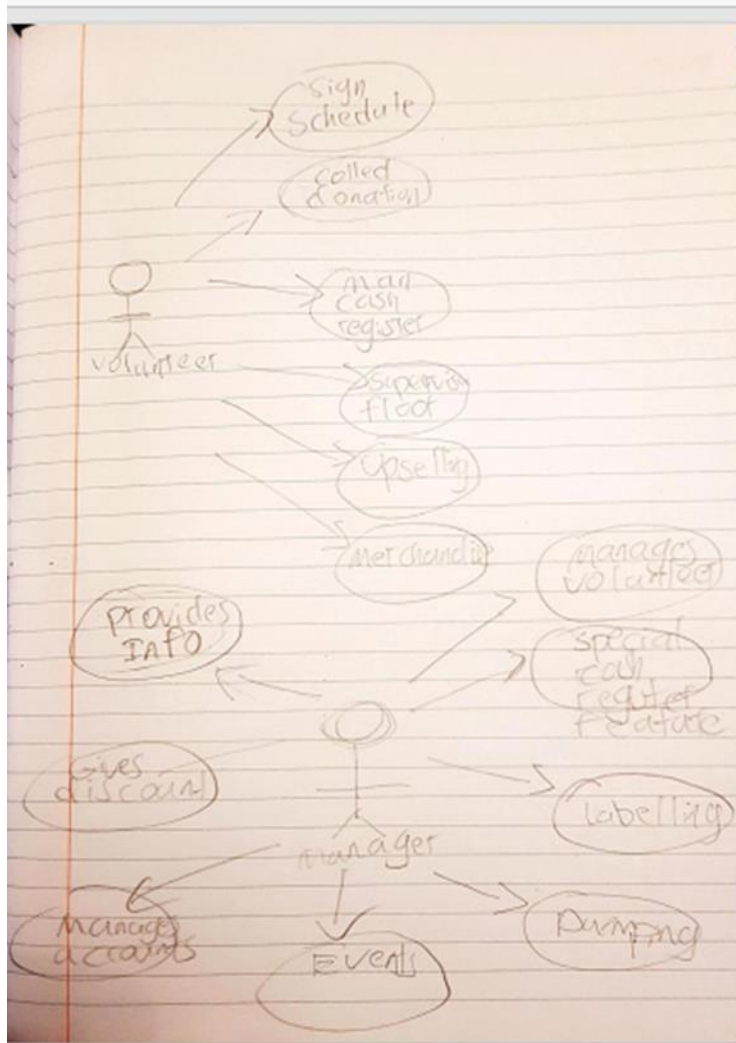 Sign
Schedule
collect
donation
man
cash
register
volunteer
supervise
floor
upselling
Merchandise
manages
volunteer
provides
INFO
special
cash
register
feature
Gives
discount
labelling
manager
Manages
accounts
Events
Dumping